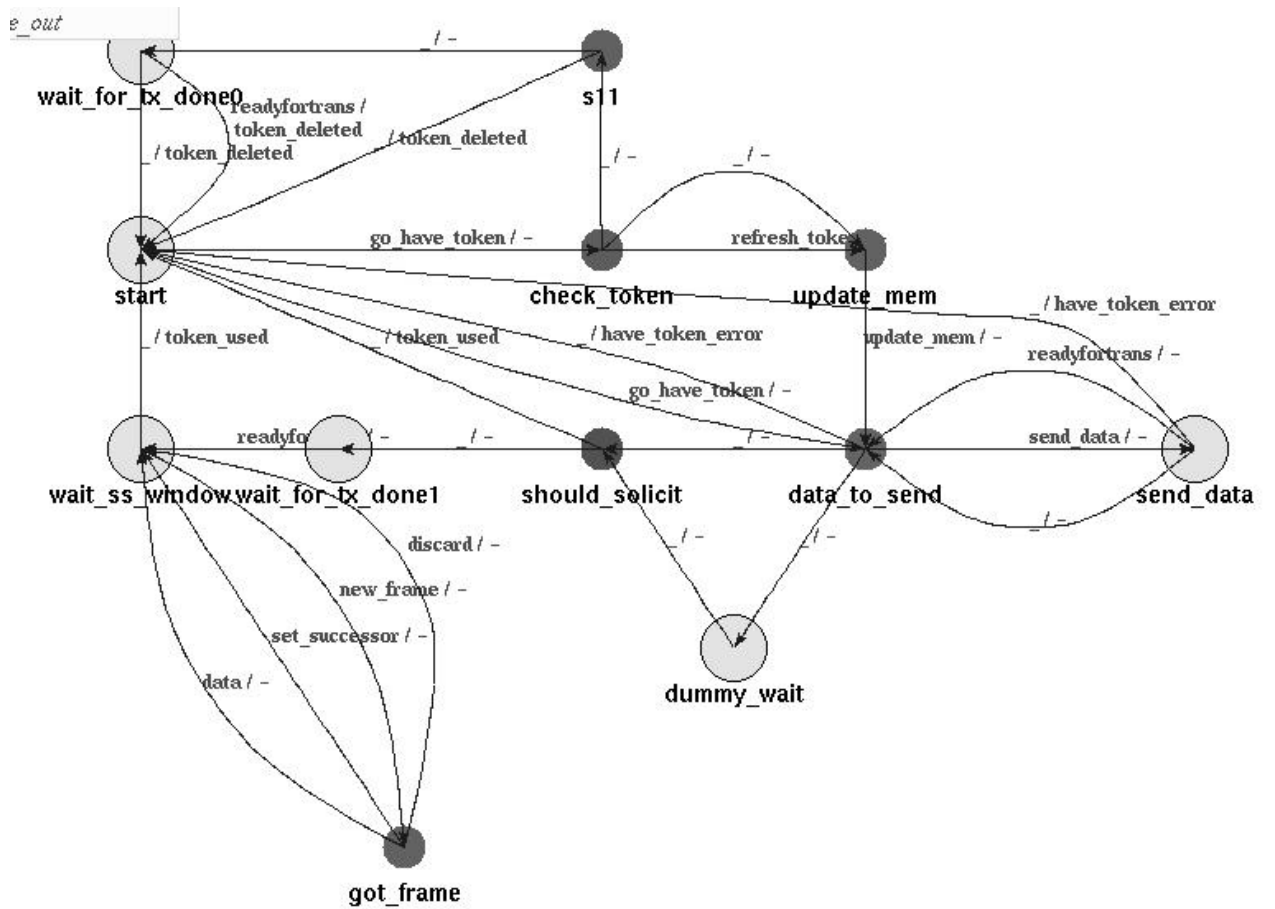 e_out
_ / -
wait_for_tx_done0
s11
readyfortrans /
token_deleted
_ / token_deleted
_ / token_deleted
_ / -
_ / -
go_have_token / -
refresh_token -
start
check_token
update_mem
_ / token_used
_ / token_used
_ / have_token_error
_ / have_token_error
update_mem / -
readyfortrans / -
go_have_token / -
readyfo / -
_ / -
_ / -
send_data / -
wait_ss_window
wait_for_tx_done1
should_solicit
data_to_send
send_data
_ / -
discard / -
_ / -
_ / -
new_frame / -
set_successor / -
data / -
dummy_wait
got_frame